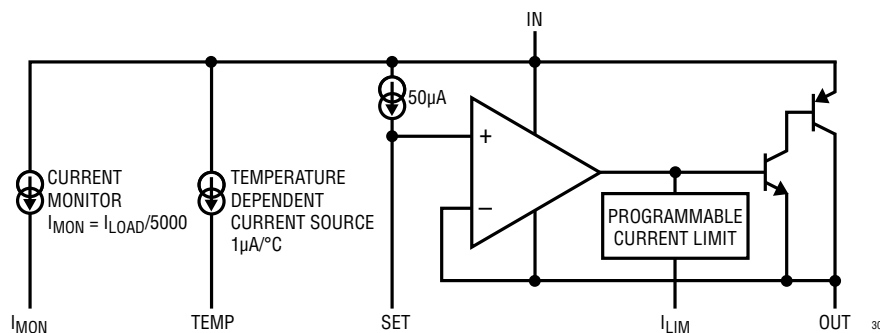 IN
50µA
+
−
CURRENT
MONITOR
IMON = ILOAD/5000
TEMPERATURE
DEPENDENT
CURRENT SOURCE
1µA/°C
PROGRAMMABLE
CURRENT LIMIT
IMON
TEMP
SET
ILIM
OUT
30